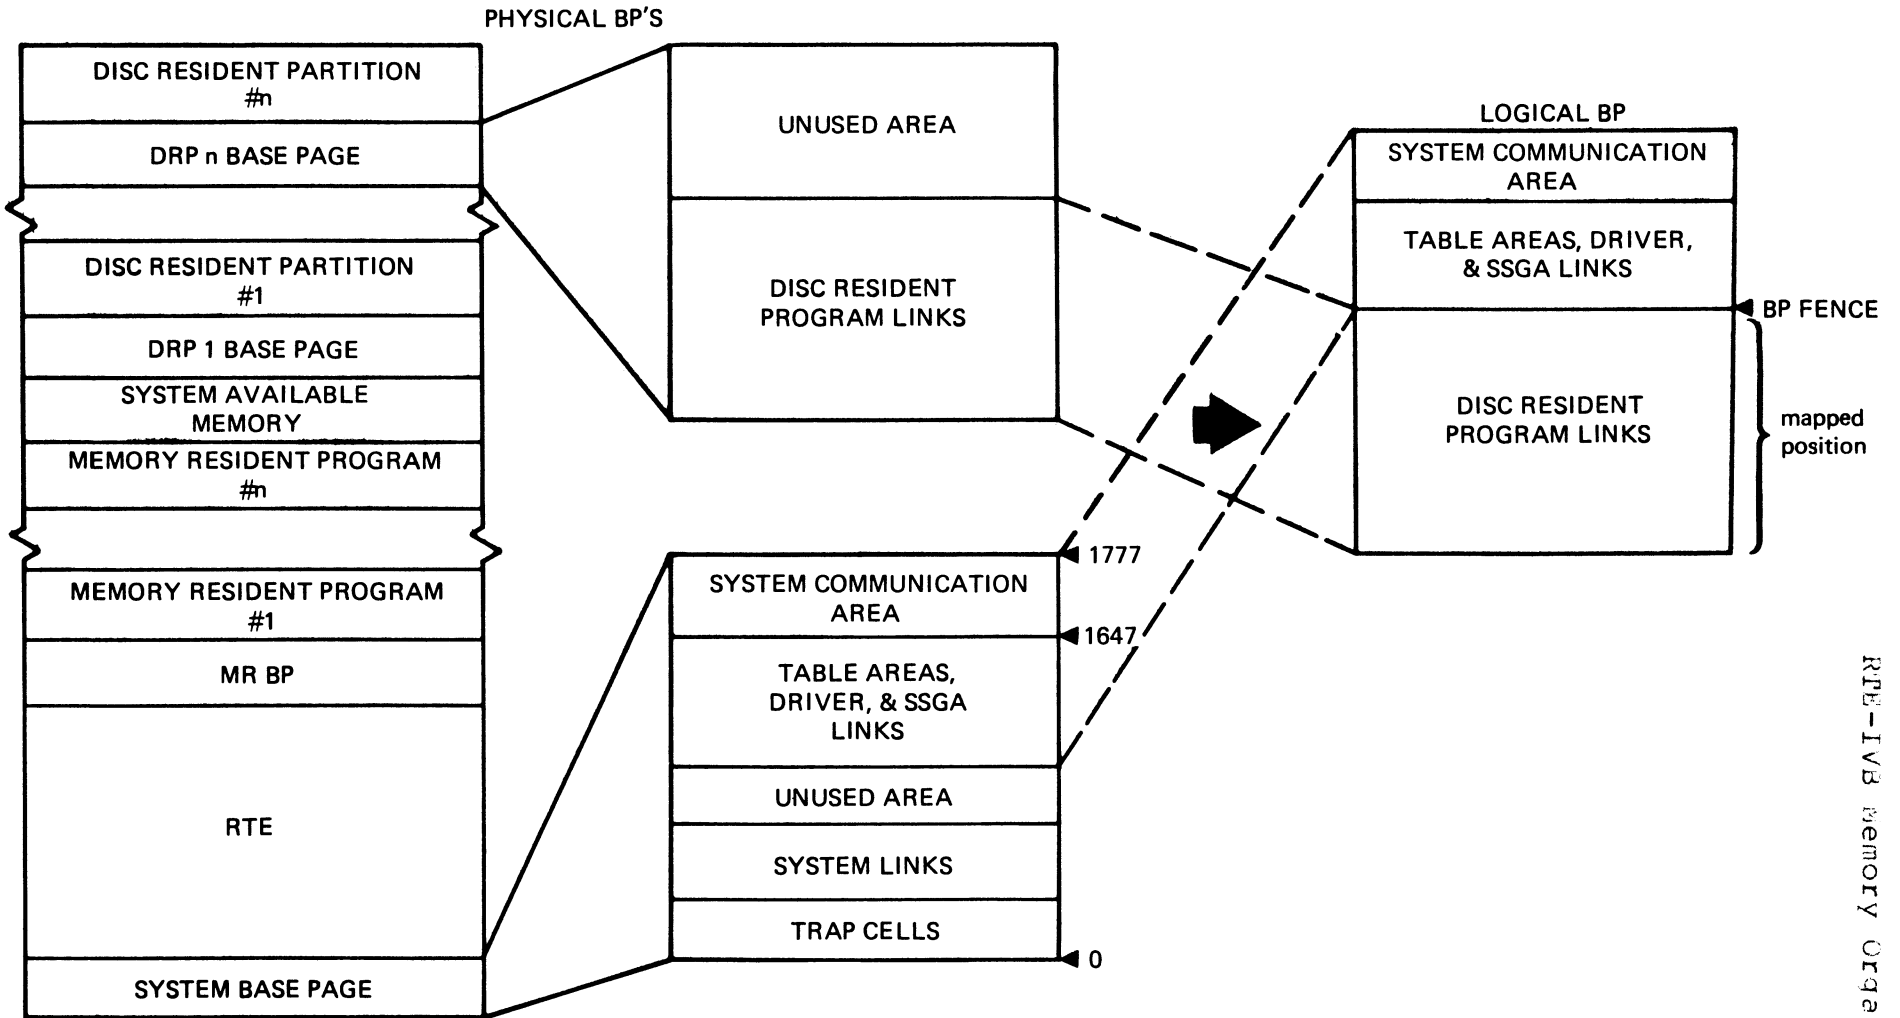 PHYSICAL BP'S
DISC RESIDENT PARTITION
#n
DRP n BASE PAGE
DISC RESIDENT PARTITION
#1
DRP 1 BASE PAGE
SYSTEM AVAILABLE
MEMORY
MEMORY RESIDENT PROGRAM
#n
MEMORY RESIDENT PROGRAM
#1
MR BP
RTE
SYSTEM BASE PAGE
UNUSED AREA
DISC RESIDENT
PROGRAM LINKS
1777
SYSTEM COMMUNICATION
AREA
1647
TABLE AREAS,
DRIVER, & SSGA
LINKS
UNUSED AREA
SYSTEM LINKS
TRAP CELLS
0
LOGICAL BP
SYSTEM COMMUNICATION
AREA
TABLE AREAS, DRIVER,
& SSGA LINKS
BP FENCE
DISC RESIDENT
PROGRAM LINKS
mapped
position
RTE-IVB Memory